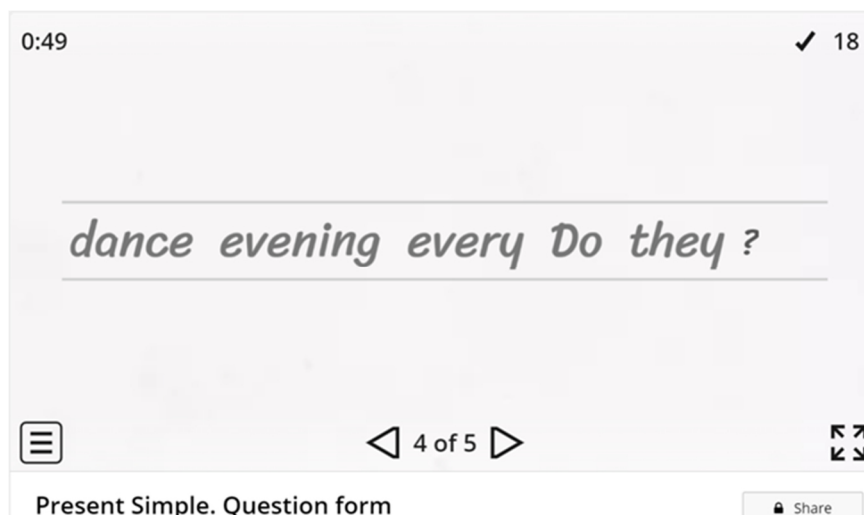 0:49 ✓ 18
dance evening every Do they ?
4 of 5
Present Simple. Question form
Share